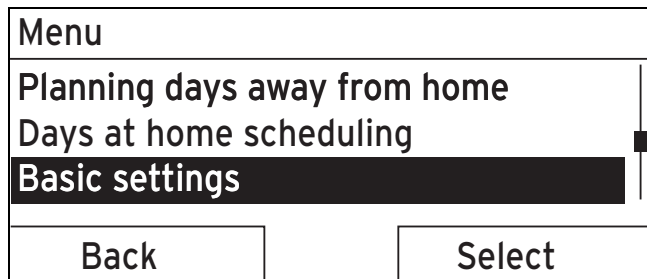 Menu
Planning days away from home
Days at home scheduling
Basic settings
Back Select